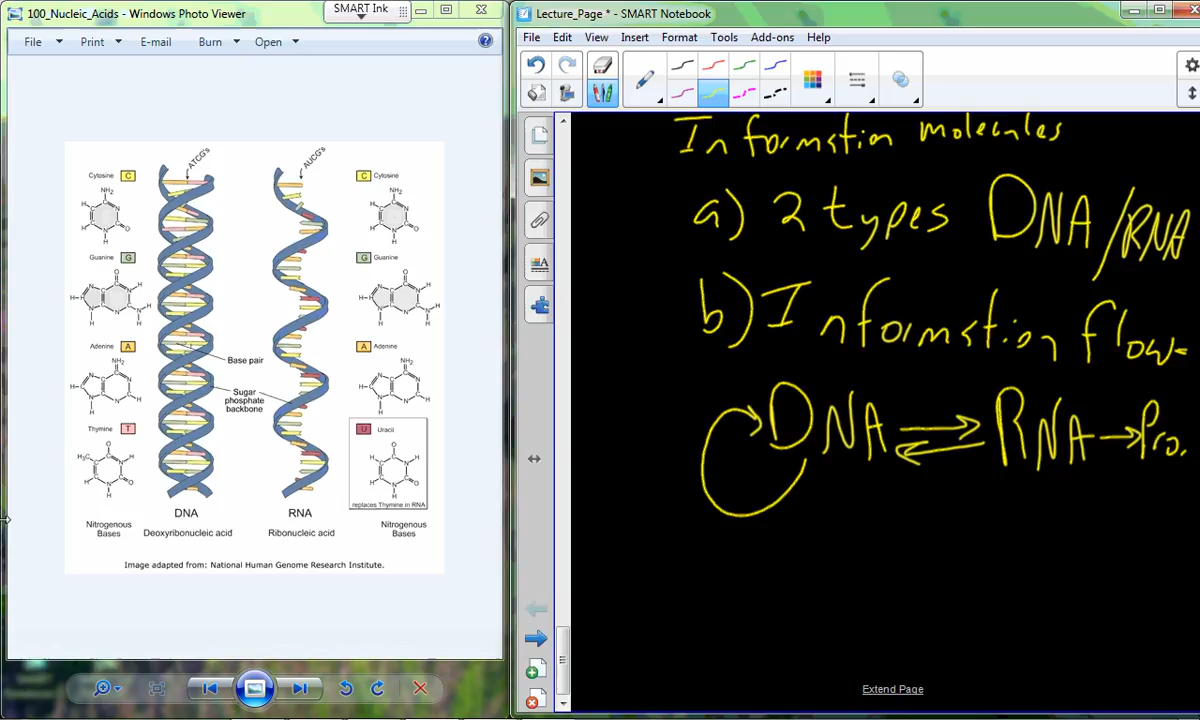 100_Nucleic_Acids - Windows Photo Viewer
SMART Ink
File Print E-mail Burn Open
ATCG's
AUCG's
Cytosine C
C Cytosine
NH₂
H C N
H C C O
N
H
NH₂
H C N
H C C O
N
H
Guanine G
G Guanine
Adenine A
A Adenine
Base pair
Sugar
phosphate
backbone
Thymine T
U Uracil
H₃C
replaces Thymine in RNA
DNA
RNA
Nitrogenous
Bases
Deoxyribonucleic acid
Ribonucleic acid
Nitrogenous
Bases
Image adapted from: National Human Genome Research Institute.
Lecture_Page * - SMART Notebook
File Edit View Insert Format Tools Add-ons Help
Information molecules
a) 2 types DNA/RNA
b) Information flow
DNA ⇌ RNA → Pro.
Extend Page